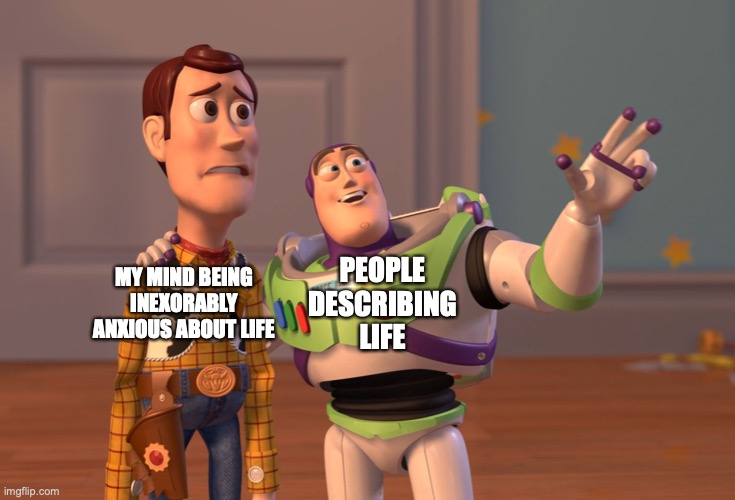 MY MIND BEING
INEXORABLY
ANXIOUS ABOUT LIFE
PEOPLE
DESCRIBING
LIFE
imgflip.com